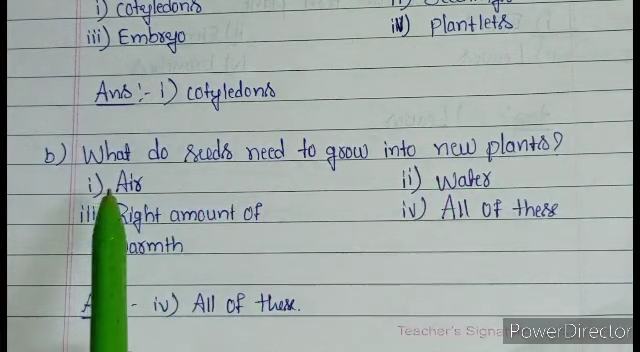 i) cotyledons
iii) Embryo
iv) Plantlets
Ans :- i) cotyledons
b) What do seeds need to grow into new plants?
i) Air
ii) Water
iii Right amount of
iv) All of these
armth
A - iv) All of these.
Teacher's Signat
PowerDirector